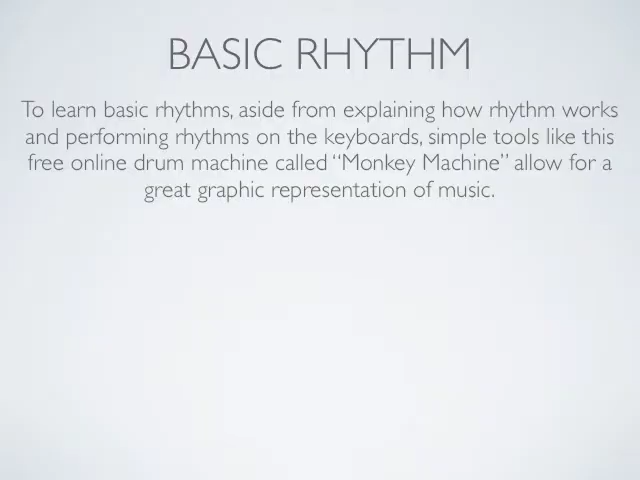 BASIC RHYTHM
To learn basic rhythms, aside from explaining how rhythm works
and performing rhythms on the keyboards, simple tools like this
free online drum machine called “Monkey Machine” allow for a
great graphic representation of music.